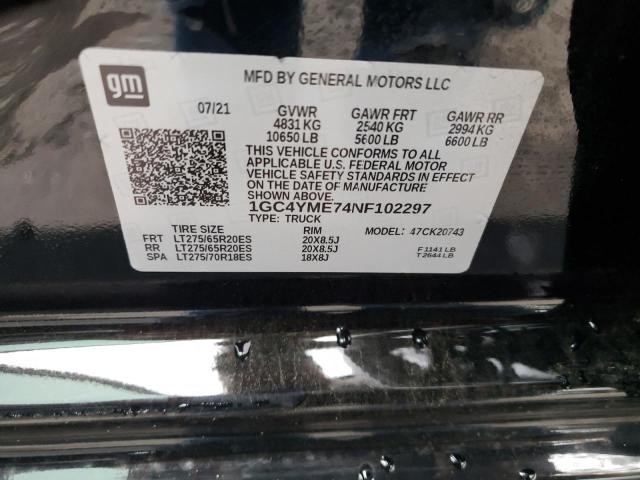 gm
MFD BY GENERAL MOTORS LLC
07/21 GVWR GAWR FRT GAWR RR
4831 KG 2540 KG 2994 KG
10650 LB 5600 LB 6600 LB
THIS VEHICLE CONFORMS TO ALL
APPLICABLE U.S. FEDERAL MOTOR
VEHICLE SAFETY STANDARDS IN EFFECT
ON THE DATE OF MANUFACTURE
SHOWN ABOVE.
1GC4YME74NF102297
TYPE: TRUCK MODEL: 47CK20743
TIRE SIZE RIM
FRT LT275/65R20ES 20X8.5J
RR LT275/65R20ES 20X8.5J
SPA LT275/70R18ES 18X8J
F 1141 LB
T 2644 LB